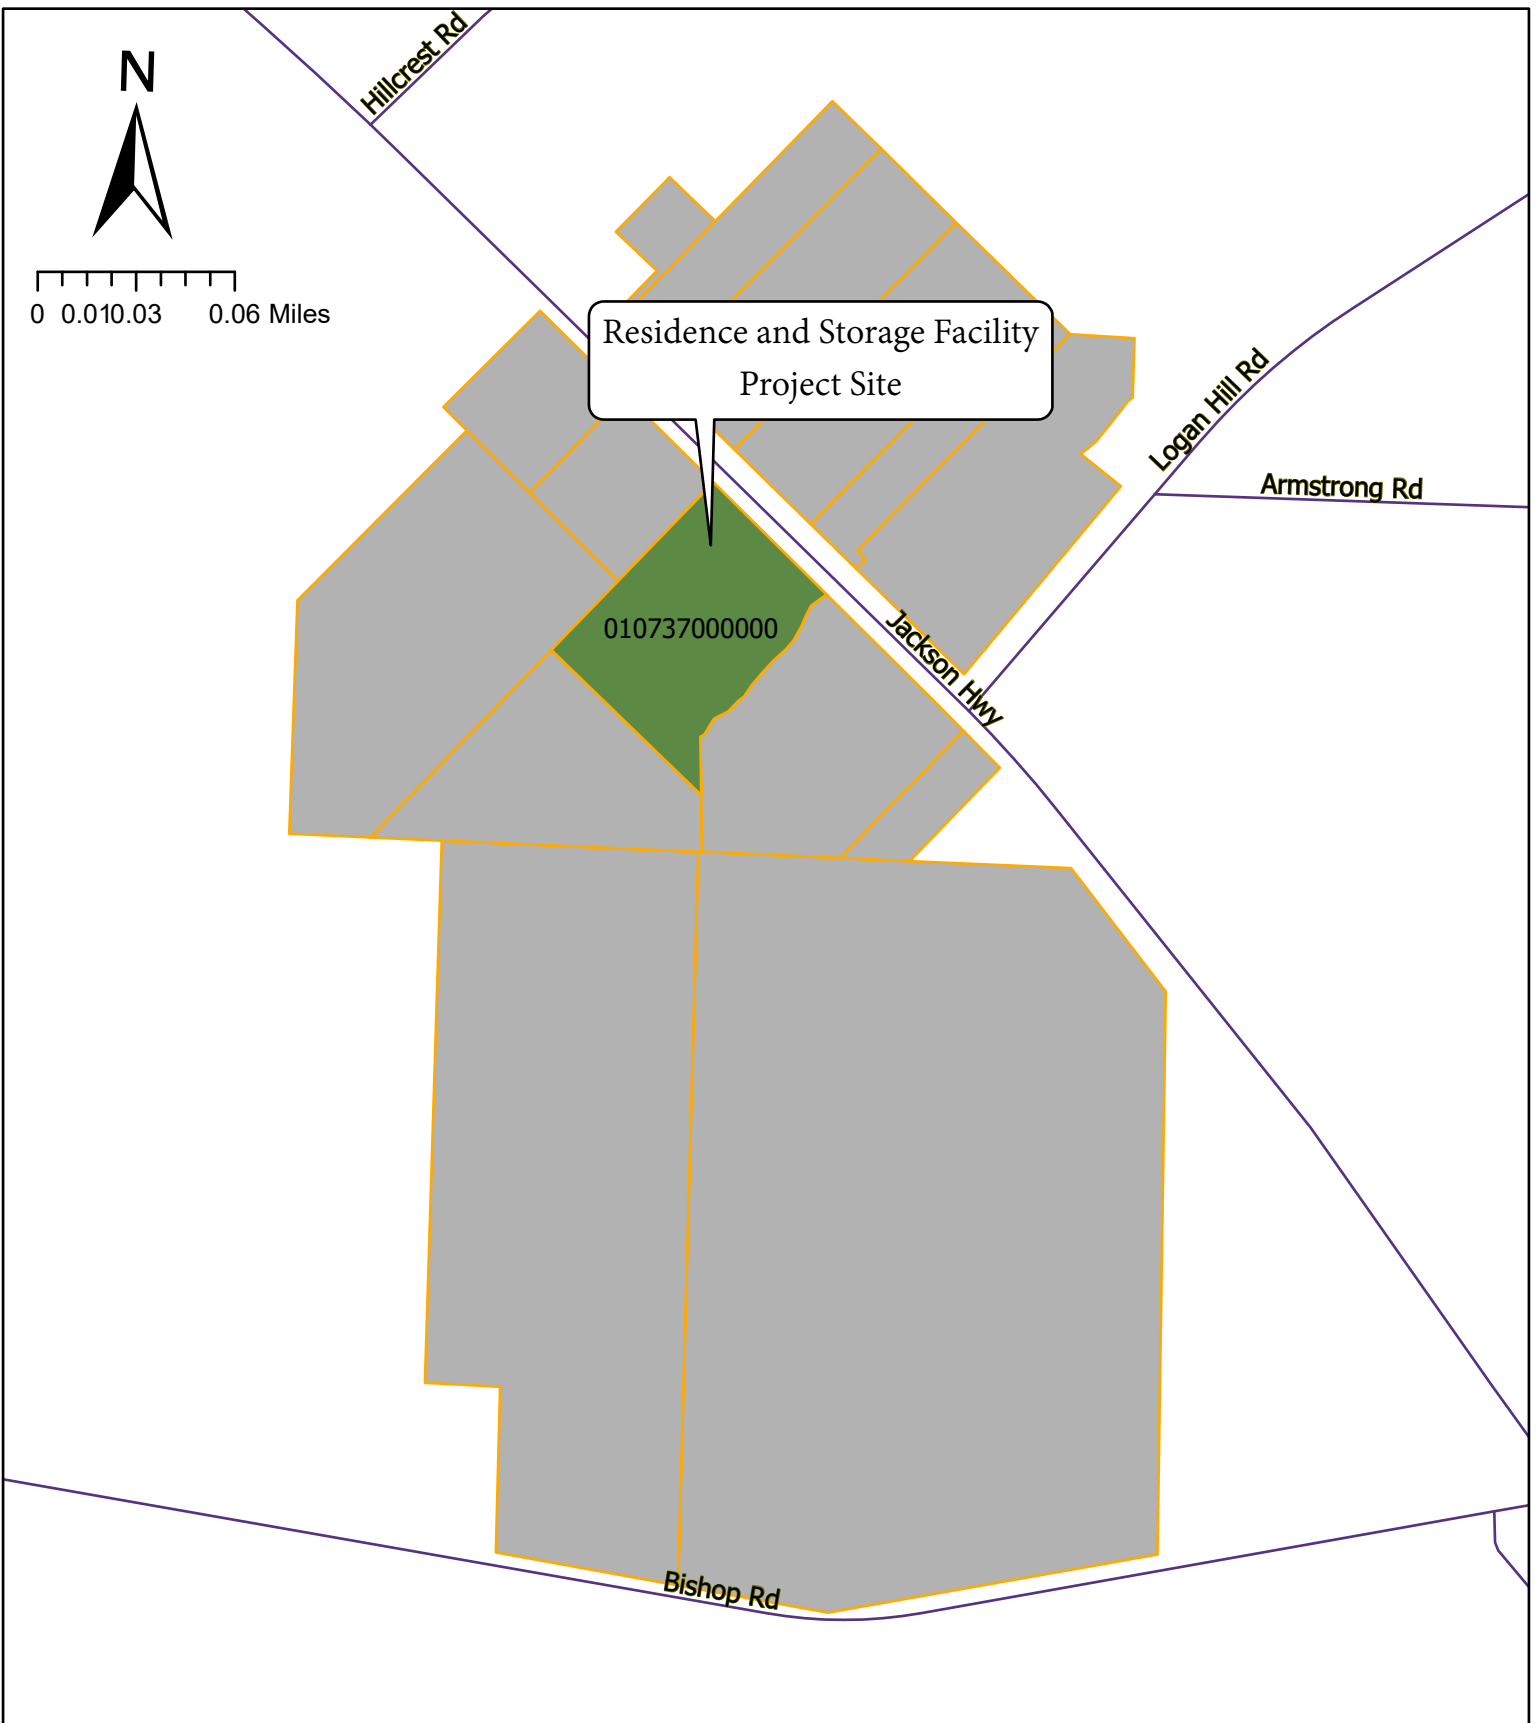 Hillcrest Rd
N
0 0.010.03 0.06 Miles
Residence and Storage Facility
Project Site
Logan Hill Rd
Armstrong Rd
010737000000
Jackson Hwy
Bishop Rd